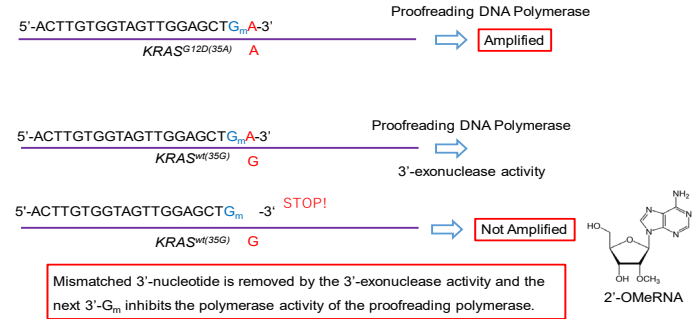 Proofreading DNA Polymerase
5'-ACTTGTGGTAGTTGGAGCTGmA-3'
Amplified
KRASG12D(35A) A
Proofreading DNA Polymerase
5'-ACTTGTGGTAGTTGGAGCTGmA-3'
KRASwt(35G) G
3'-exonuclease activity
5'-ACTTGTGGTAGTTGGAGCTGm -3' STOP!
Not Amplified
KRASwt(35G) G
NH2
N
N
N
N
HO
O
OH
OCH3
2'-OMeRNA
Mismatched 3'-nucleotide is removed by the 3'-exonuclease activity and the
next 3'-Gm inhibits the polymerase activity of the proofreading polymerase.